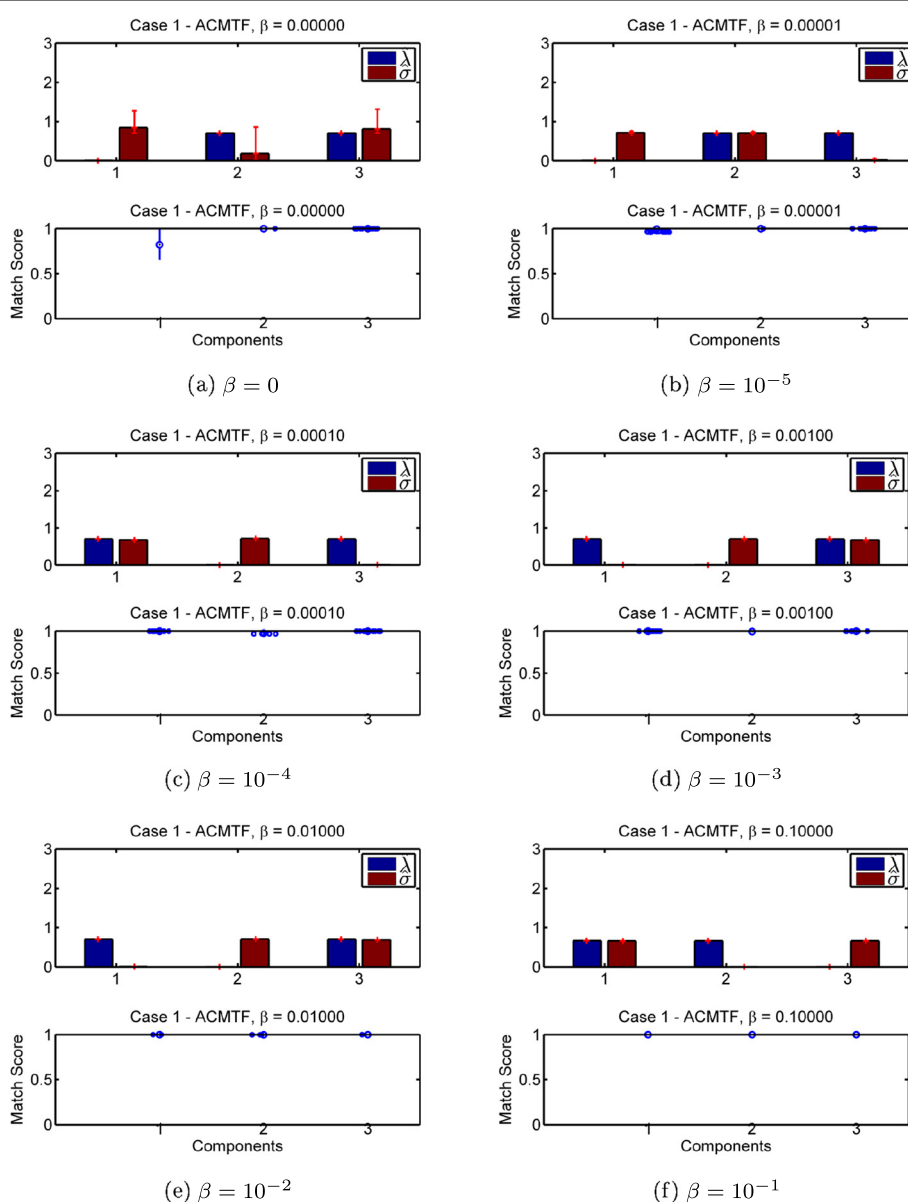 Case 1 - ACMTF, β = 0.00000
3
2
1
0
λ̂
σ̂
1 2 3
Case 1 - ACMTF, β = 0.00000
Match Score
1
0.5
0
1 2 3
Components
(a) β = 0
Case 1 - ACMTF, β = 0.00001
3
2
1
0
λ̂
σ̂
1 2 3
Case 1 - ACMTF, β = 0.00001
Match Score
1
0.5
0
1 2 3
Components
(b) β = 10⁻⁵
Case 1 - ACMTF, β = 0.00010
3
2
1
0
λ̂
σ̂
1 2 3
Case 1 - ACMTF, β = 0.00010
Match Score
1
0.5
0
1 2 3
Components
(c) β = 10⁻⁴
Case 1 - ACMTF, β = 0.00100
3
2
1
0
λ̂
σ̂
1 2 3
Case 1 - ACMTF, β = 0.00100
Match Score
1
0.5
0
1 2 3
Components
(d) β = 10⁻³
Case 1 - ACMTF, β = 0.01000
3
2
1
0
λ̂
σ̂
1 2 3
Case 1 - ACMTF, β = 0.01000
Match Score
1
0.5
0
1 2 3
Components
(e) β = 10⁻²
Case 1 - ACMTF, β = 0.10000
3
2
1
0
λ̂
σ̂
1 2 3
Case 1 - ACMTF, β = 0.10000
Match Score
1
0.5
0
1 2 3
Components
(f) β = 10⁻¹